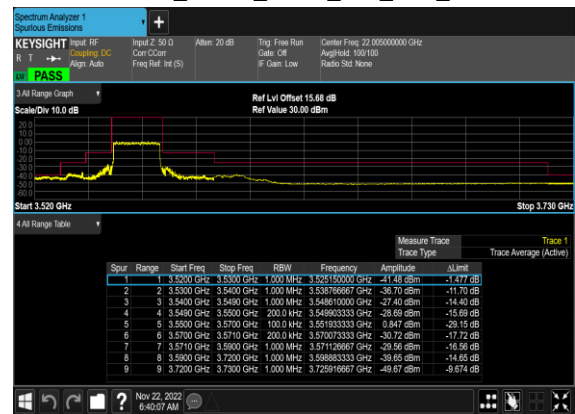 Spectrum Analyzer 1
Spurious Emissions
+
KEYSIGHT Input: RF Input Z: 50 Ω Atten: 20 dB Trig: Free Run Center Freq: 22.005000000 GHz
R T Coupling: DC Corr CCorr Gate: Off Avg|Hold: 100/100
Align: Auto Freq Ref: Int (S) IF Gain: Low Radio Std: None
PASS
3 All Range Graph
Ref Lvl Offset 15.68 dB
Scale/Div 10.0 dB Ref Value 30.00 dBm
20.0
10.0
0.00
-10.0
-20.0
-30.0
-40.0
-50.0
-60.0
Start 3.520 GHz Stop 3.730 GHz
4 All Range Table
Measure Trace Trace 1
Trace Type Trace Average (Active)
Spur Range Start Freq Stop Freq RBW Frequency Amplitude ΔLimit
1 1 3.5200 GHz 3.5300 GHz 1.000 MHz 3.525150000 GHz -41.48 dBm -1.477 dB
2 2 3.5300 GHz 3.5400 GHz 1.000 MHz 3.538766667 GHz -36.70 dBm -11.70 dB
3 3 3.5400 GHz 3.5490 GHz 1.000 MHz 3.548610000 GHz -27.40 dBm -14.40 dB
4 4 3.5490 GHz 3.5500 GHz 200.0 kHz 3.549903333 GHz -28.69 dBm -15.69 dB
5 5 3.5500 GHz 3.5700 GHz 100.0 kHz 3.551933333 GHz 0.847 dBm -29.15 dB
6 6 3.5700 GHz 3.5710 GHz 200.0 kHz 3.570073333 GHz -30.72 dBm -17.72 dB
7 7 3.5710 GHz 3.5900 GHz 1.000 MHz 3.571126667 GHz -29.56 dBm -16.56 dB
8 8 3.5900 GHz 3.7200 GHz 1.000 MHz 3.598883333 GHz -39.65 dBm -14.65 dB
9 9 3.7200 GHz 3.7300 GHz 1.000 MHz 3.725916667 GHz -49.67 dBm -9.674 dB
? Nov 22, 2022
6:40:07 AM